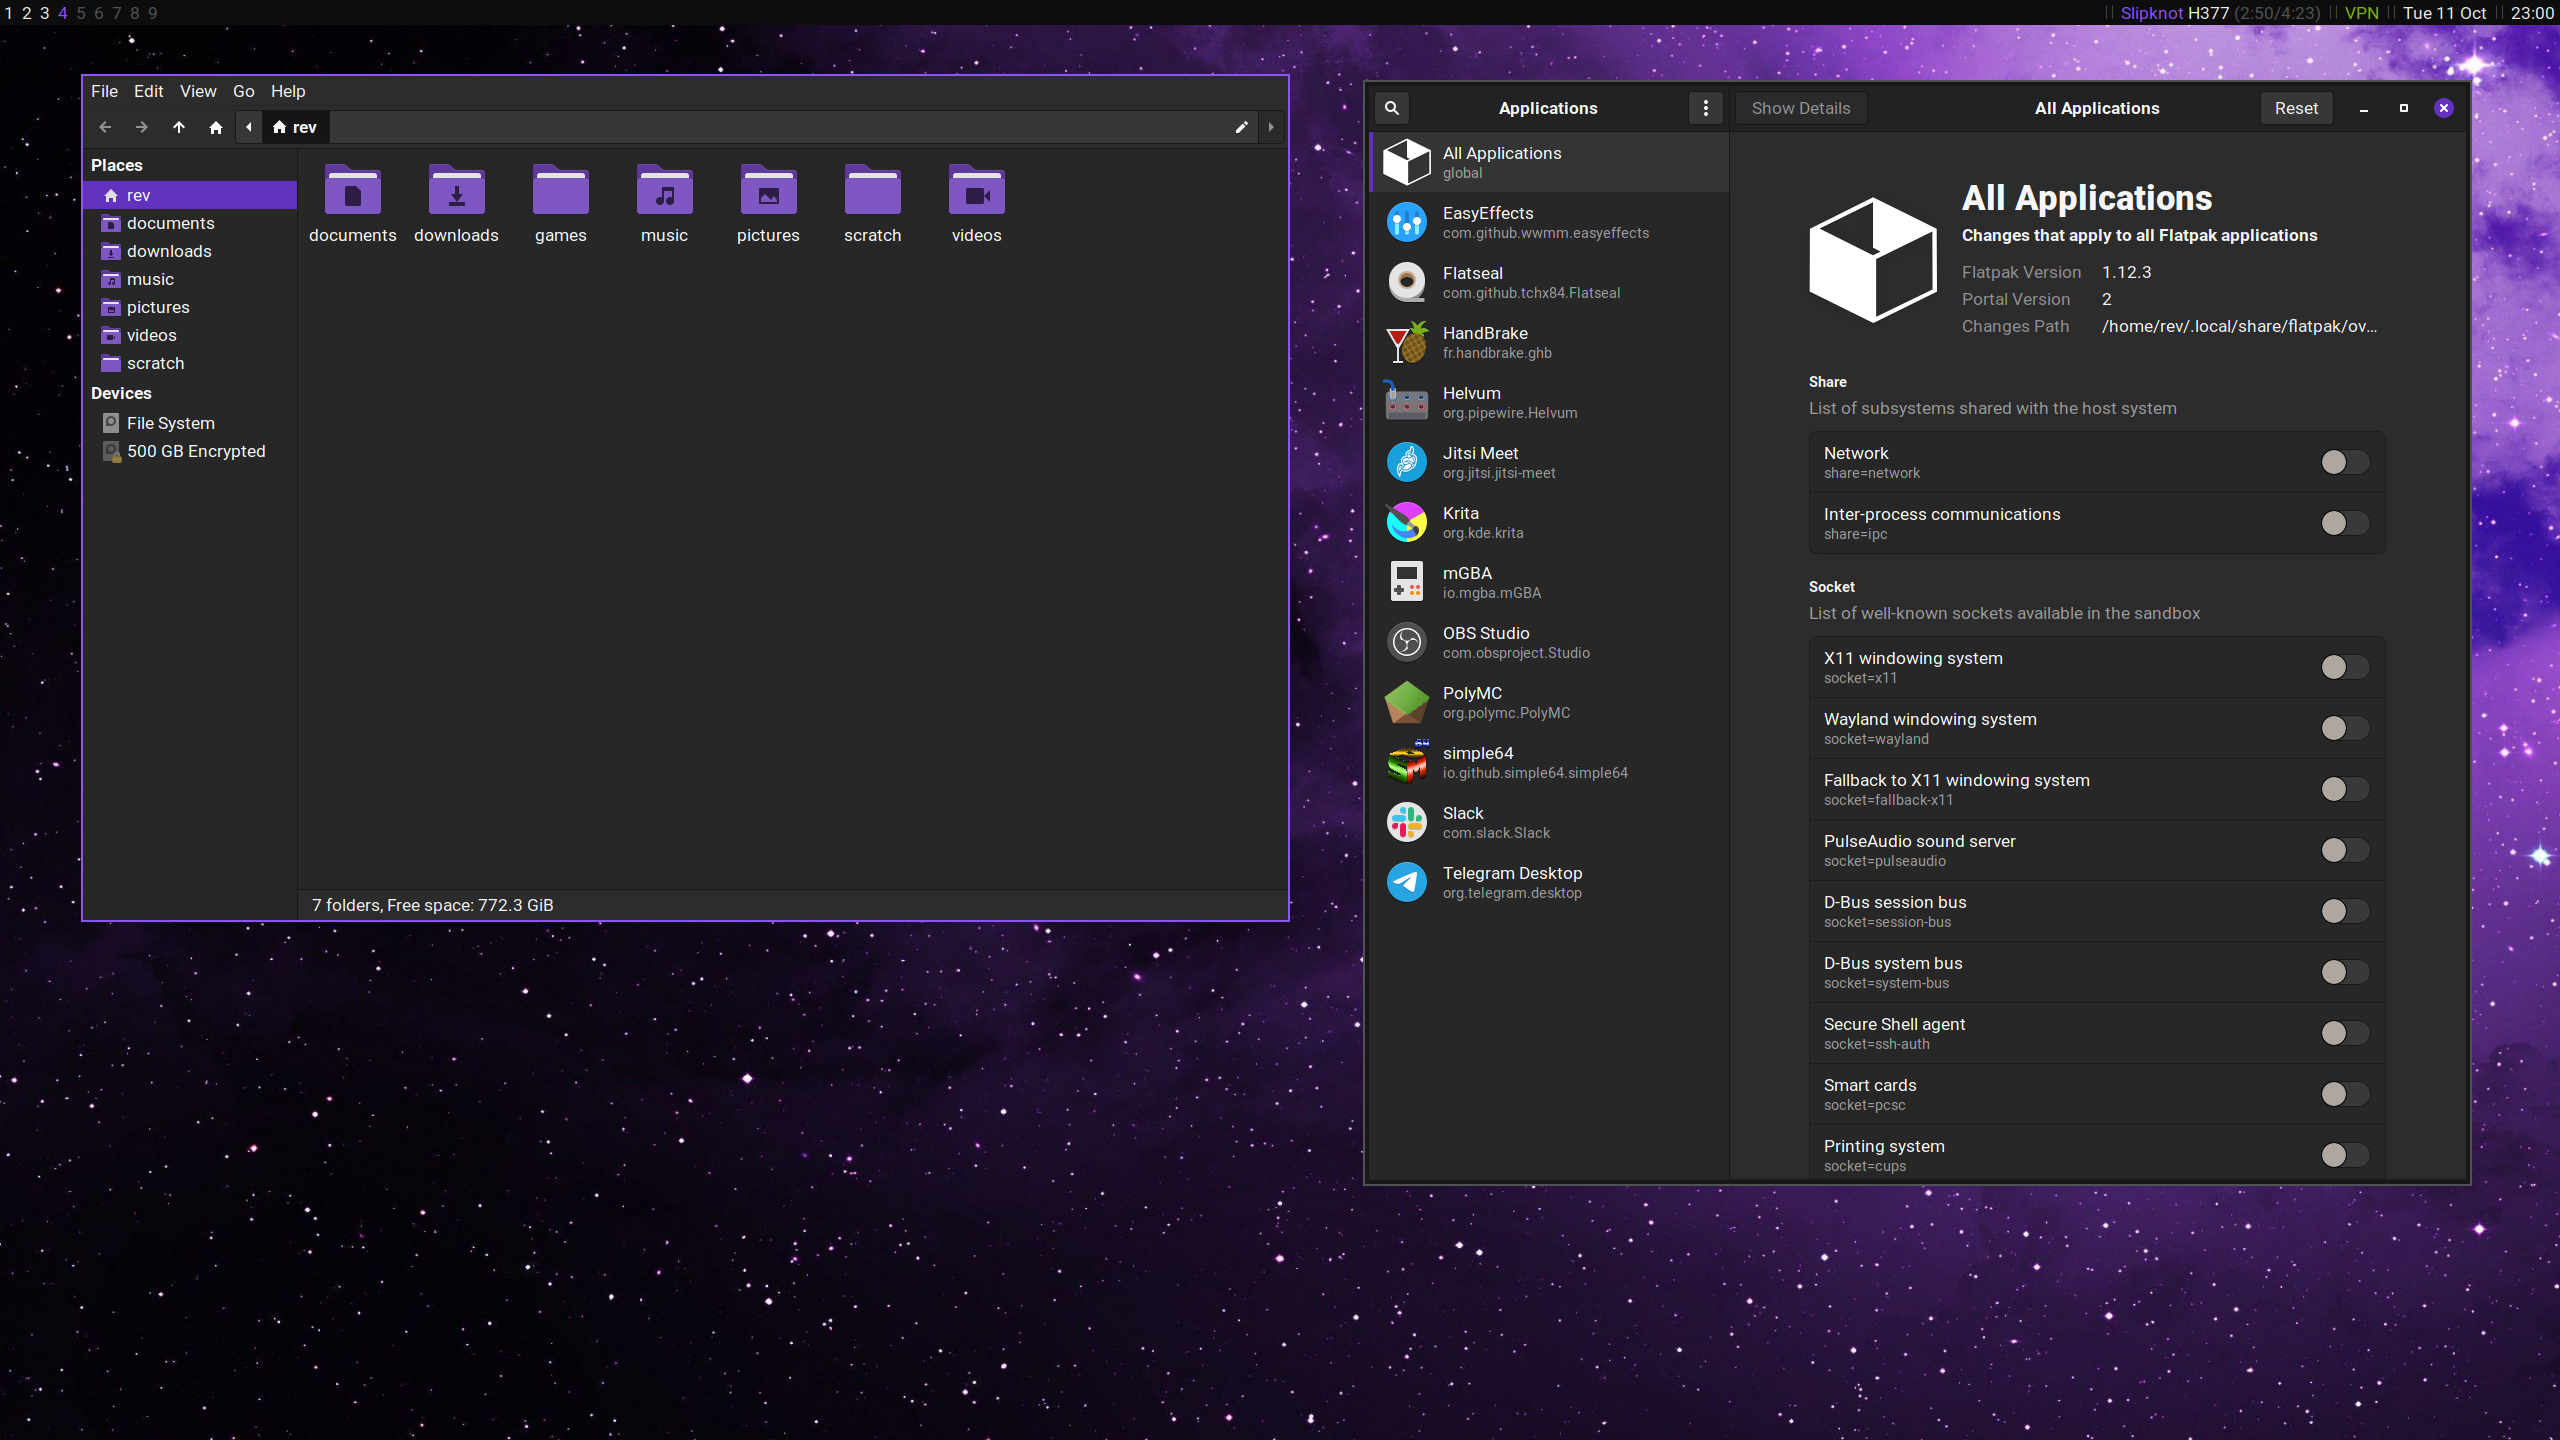 1 2 3 4 5 6 7 8 9
Slipknot H377 (2:50/4:23) VPN Tue 11 Oct 23:00
File Edit View Go Help
rev
Places
rev
documents
downloads
music
pictures
videos
scratch
Devices
File System
500 GB Encrypted
documents downloads games music pictures scratch videos
7 folders, Free space: 772.3 GiB
Applications
All Applications
global
EasyEffects
com.github.wwmm.easyeffects
Flatseal
com.github.tchx84.Flatseal
HandBrake
fr.handbrake.ghb
Helvum
org.pipewire.Helvum
Jitsi Meet
org.jitsi.jitsi-meet
Krita
org.kde.krita
mGBA
io.mgba.mGBA
OBS Studio
com.obsproject.Studio
PolyMC
org.polymc.PolyMC
simple64
io.github.simple64.simple64
Slack
com.slack.Slack
Telegram Desktop
org.telegram.desktop
Show Details All Applications Reset
All Applications
Changes that apply to all Flatpak applications
Flatpak Version 1.12.3
Portal Version 2
Changes Path /home/rev/.local/share/flatpak/ov…
Share
List of subsystems shared with the host system
Network
share=network
Inter-process communications
share=ipc
Socket
List of well-known sockets available in the sandbox
X11 windowing system
socket=x11
Wayland windowing system
socket=wayland
Fallback to X11 windowing system
socket=fallback-x11
PulseAudio sound server
socket=pulseaudio
D-Bus session bus
socket=session-bus
D-Bus system bus
socket=system-bus
Secure Shell agent
socket=ssh-auth
Smart cards
socket=pcsc
Printing system
socket=cups